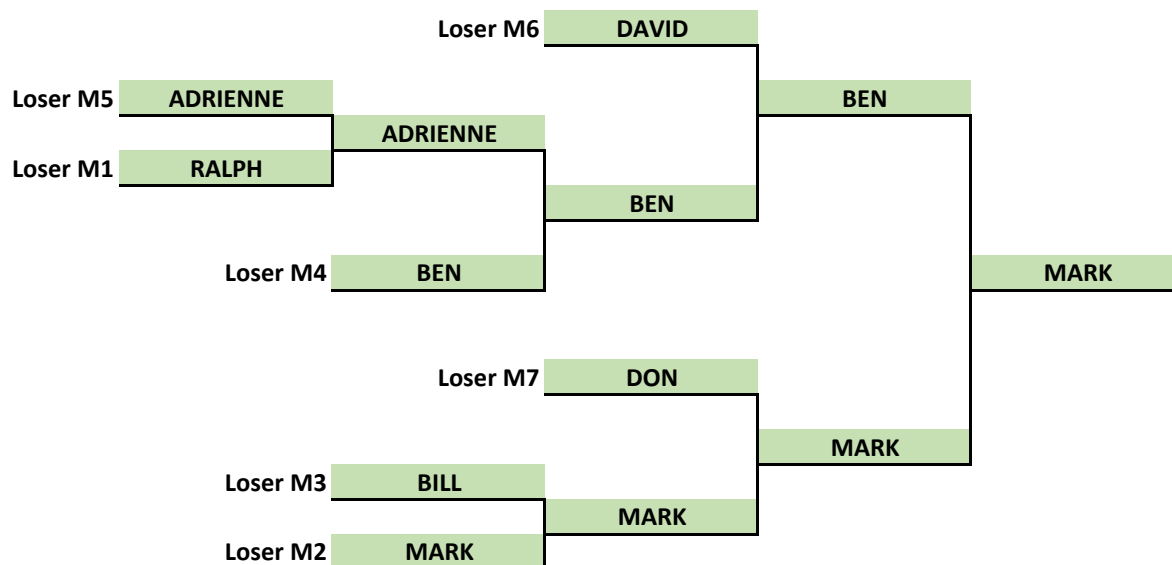 Loser M6 DAVID
Loser M5 ADRIENNE BEN
ADRIENNE
Loser M1 RALPH
BEN
Loser M4 BEN MARK
Loser M7 DON
MARK
Loser M3 BILL
MARK
Loser M2 MARK